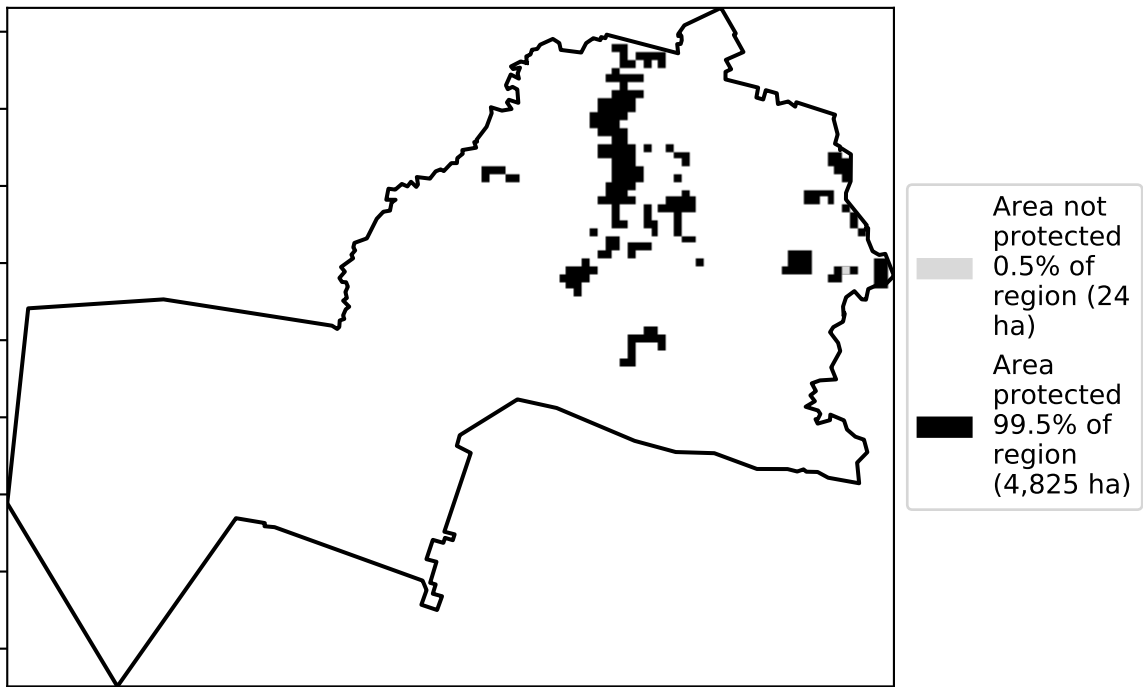 Area not
protected
0.5% of
region (24
ha)
Area
protected
99.5% of
region
(4,825 ha)